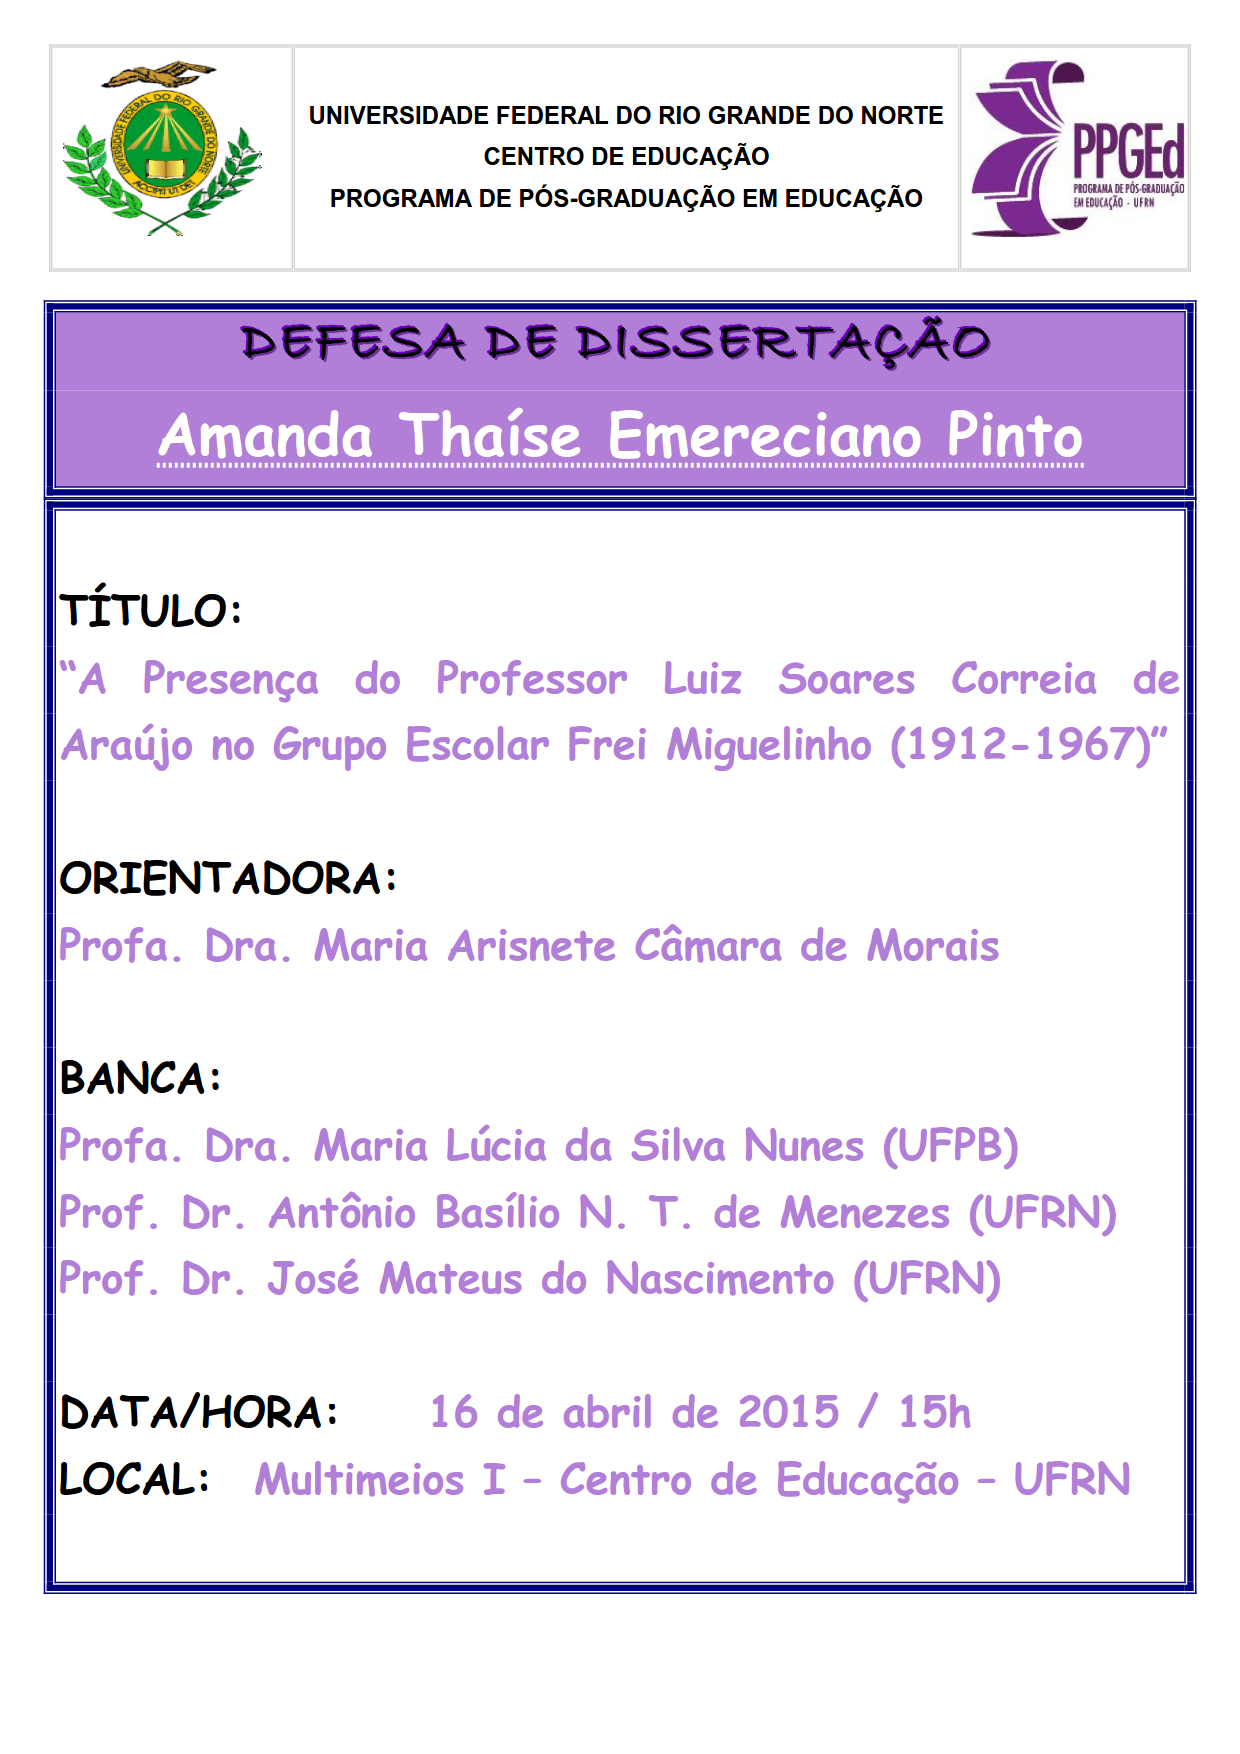 UNIVERSIDADE FEDERAL DO RIO GRANDE DO NORTE
ACCIPIT UT DET
UNIVERSIDADE FEDERAL DO RIO GRANDE DO NORTE
CENTRO DE EDUCAÇÃO
PROGRAMA DE PÓS-GRADUAÇÃO EM EDUCAÇÃO
PPGEd
PROGRAMA DE PÓS-GRADUAÇÃO
EM EDUCAÇÃO - UFRN
DEFESA DE DISSERTAÇÃO
Amanda Thaíse Emereciano Pinto
TÍTULO:
“A Presença do Professor Luiz Soares Correia de
Araújo no Grupo Escolar Frei Miguelinho (1912-1967)”
ORIENTADORA:
Profa. Dra. Maria Arisnete Câmara de Morais
BANCA:
Profa. Dra. Maria Lúcia da Silva Nunes (UFPB)
Prof. Dr. Antônio Basílio N. T. de Menezes (UFRN)
Prof. Dr. José Mateus do Nascimento (UFRN)
DATA/HORA: 16 de abril de 2015 / 15h
LOCAL: Multimeios I – Centro de Educação – UFRN